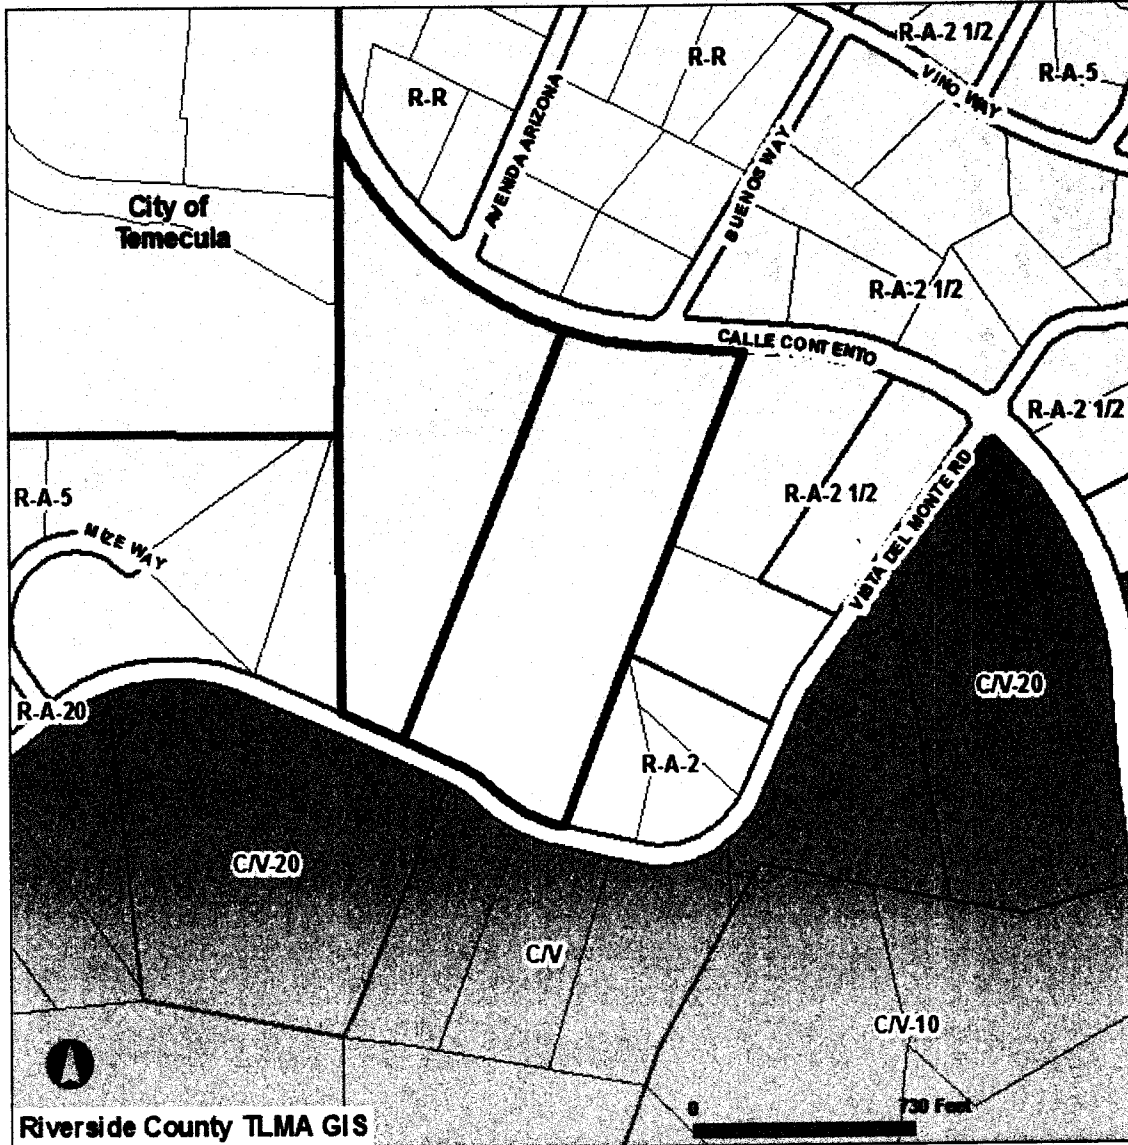 R-A-2 1/2
R-R
R-R
R-A-5
VINO WAY
AVENIDA ARIZONA
BUENOS WAY
City of
Temecula
R-A-2 1/2
CALLE CONTENTO
R-A-2 1/2
R-A-5
R-A-2 1/2
MIZE WAY
VISTA DEL MONTE RD
C/V-20
R-A-20
R-A-2
C/V-20
C/V
C/V-10
0 730 Feet
Riverside County TLMA GIS